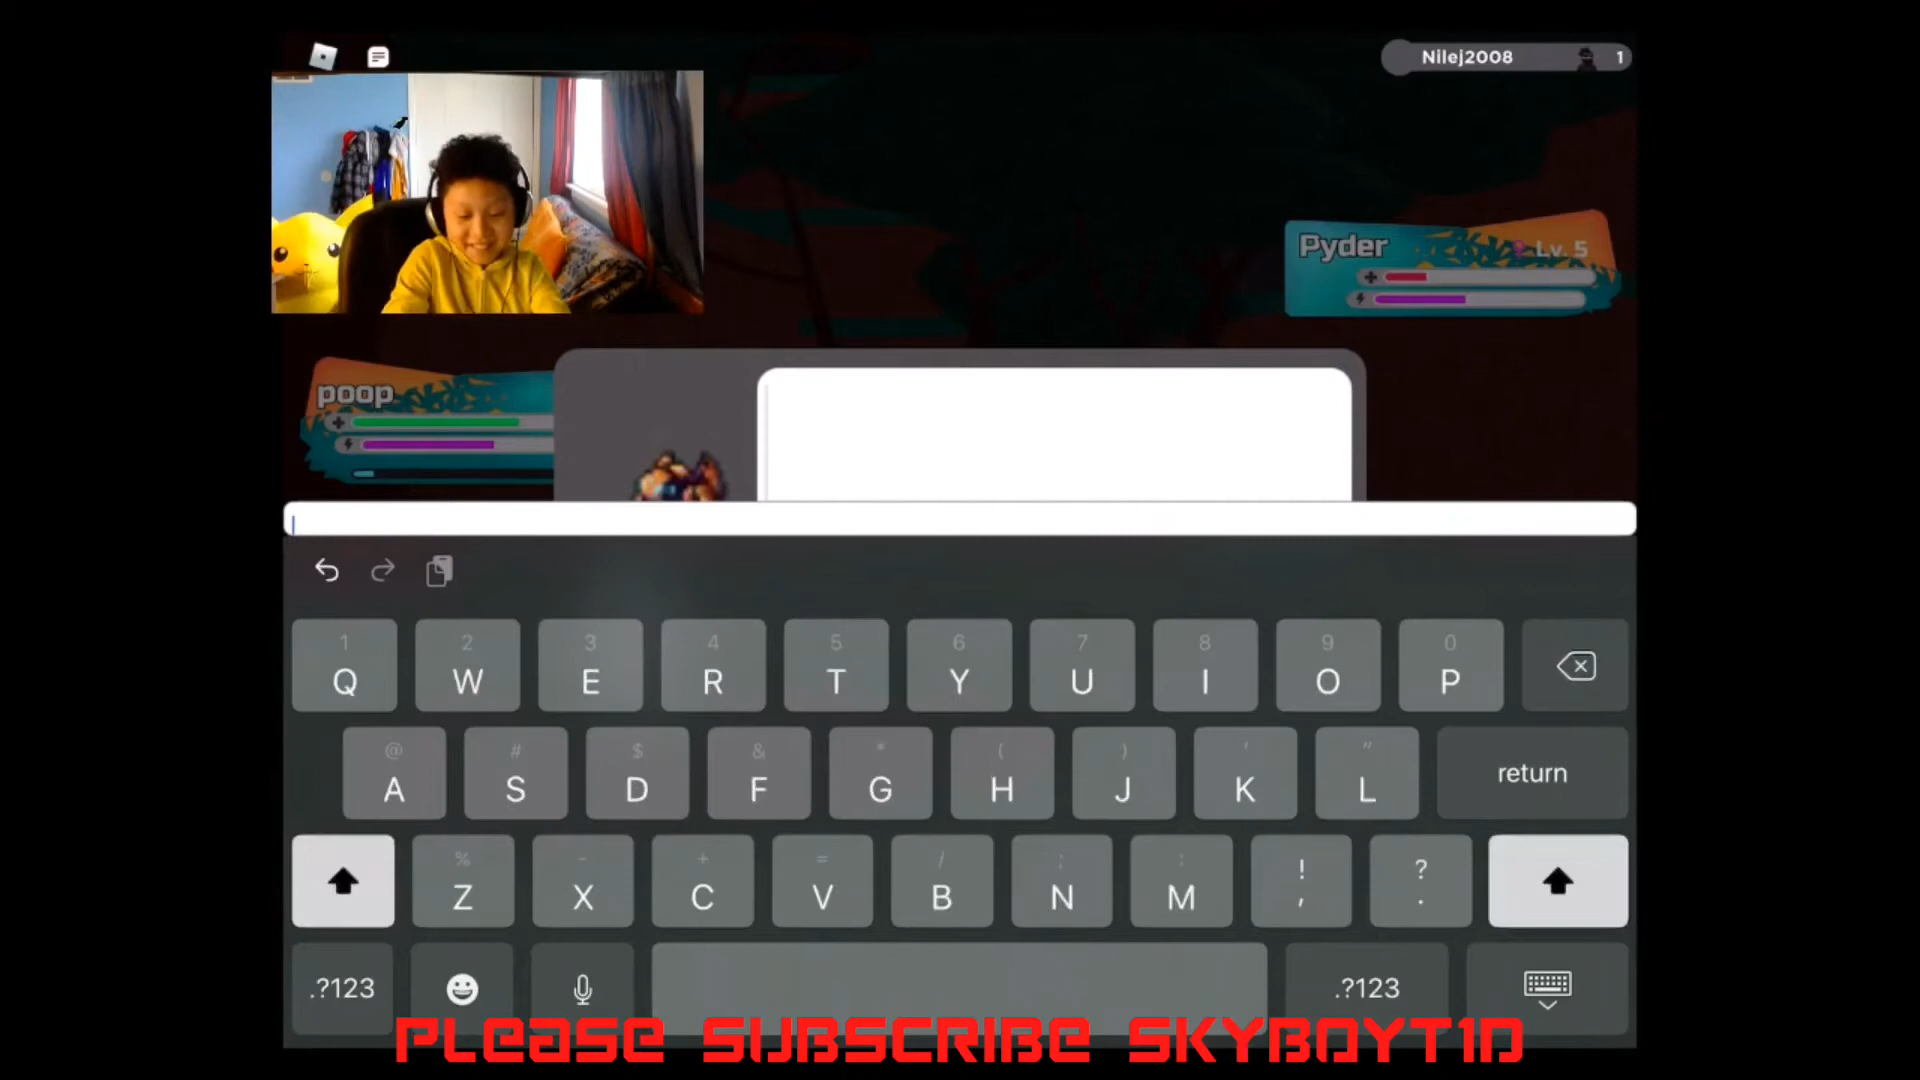 Nilej2008 1
Pyder Lv. 5
poop
1 2 3 4 5 6 7 8 9 0
Q W E R T Y U I O P
@ # $ & * ( ) ' "
A S D F G H J K L return
% - + = / ; : ! ?
Z X C V B N M , .
.?123 .?123
PLEASE SUBSCRIBE SKYBOYT1D